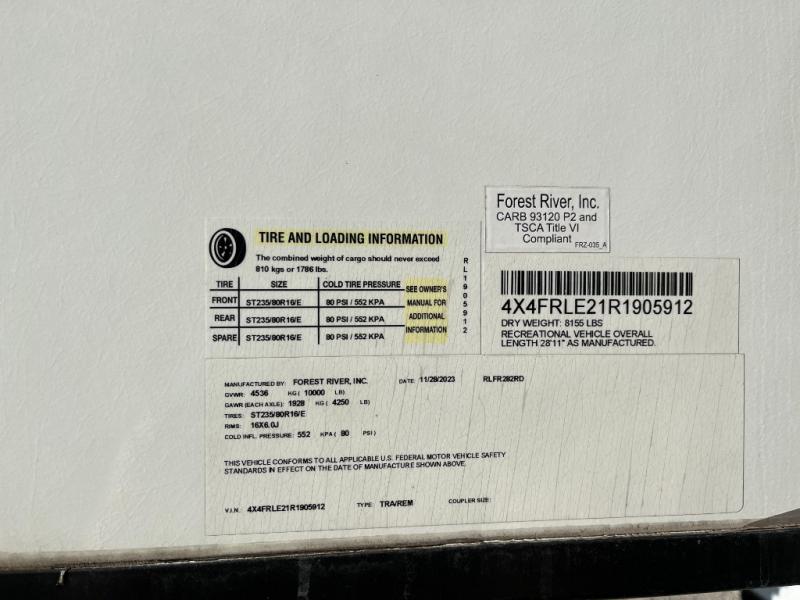 Forest River, Inc.
CARB 93120 P2 and
TSCA Title VI
Compliant
FRZ-035_A
TIRE AND LOADING INFORMATION
The combined weight of cargo should never exceed
810 kgs or 1786 lbs.
TIRE SIZE COLD TIRE PRESSURE
FRONT ST235/80R16/E 80 PSI / 552 KPA
REAR ST235/80R16/E 80 PSI / 552 KPA
SPARE ST235/80R16/E 80 PSI / 552 KPA
SEE OWNER'S
MANUAL FOR
ADDITIONAL
INFORMATION
RL1905912
4X4FRLE21R1905912
DRY WEIGHT: 8155 LBS
RECREATIONAL VEHICLE OVERALL
LENGTH 28'11" AS MANUFACTURED.
MANUFACTURED BY: FOREST RIVER, INC. DATE: 11/28/2023 RLFR282RD
GVWR: 4536 KG ( 10000 LB)
GAWR (EACH AXLE): 1928 KG ( 4250 LB)
TIRES: ST235/80R16/E
RIMS: 16X6.0J
COLD INFL. PRESSURE: 552 KPA ( 80 PSI)
THIS VEHICLE CONFORMS TO ALL APPLICABLE U.S. FEDERAL MOTOR VEHICLE SAFETY
STANDARDS IN EFFECT ON THE DATE OF MANUFACTURE SHOWN ABOVE.
V.I.N.: 4X4FRLE21R1905912 TYPE: TRA/REM COUPLER SIZE: